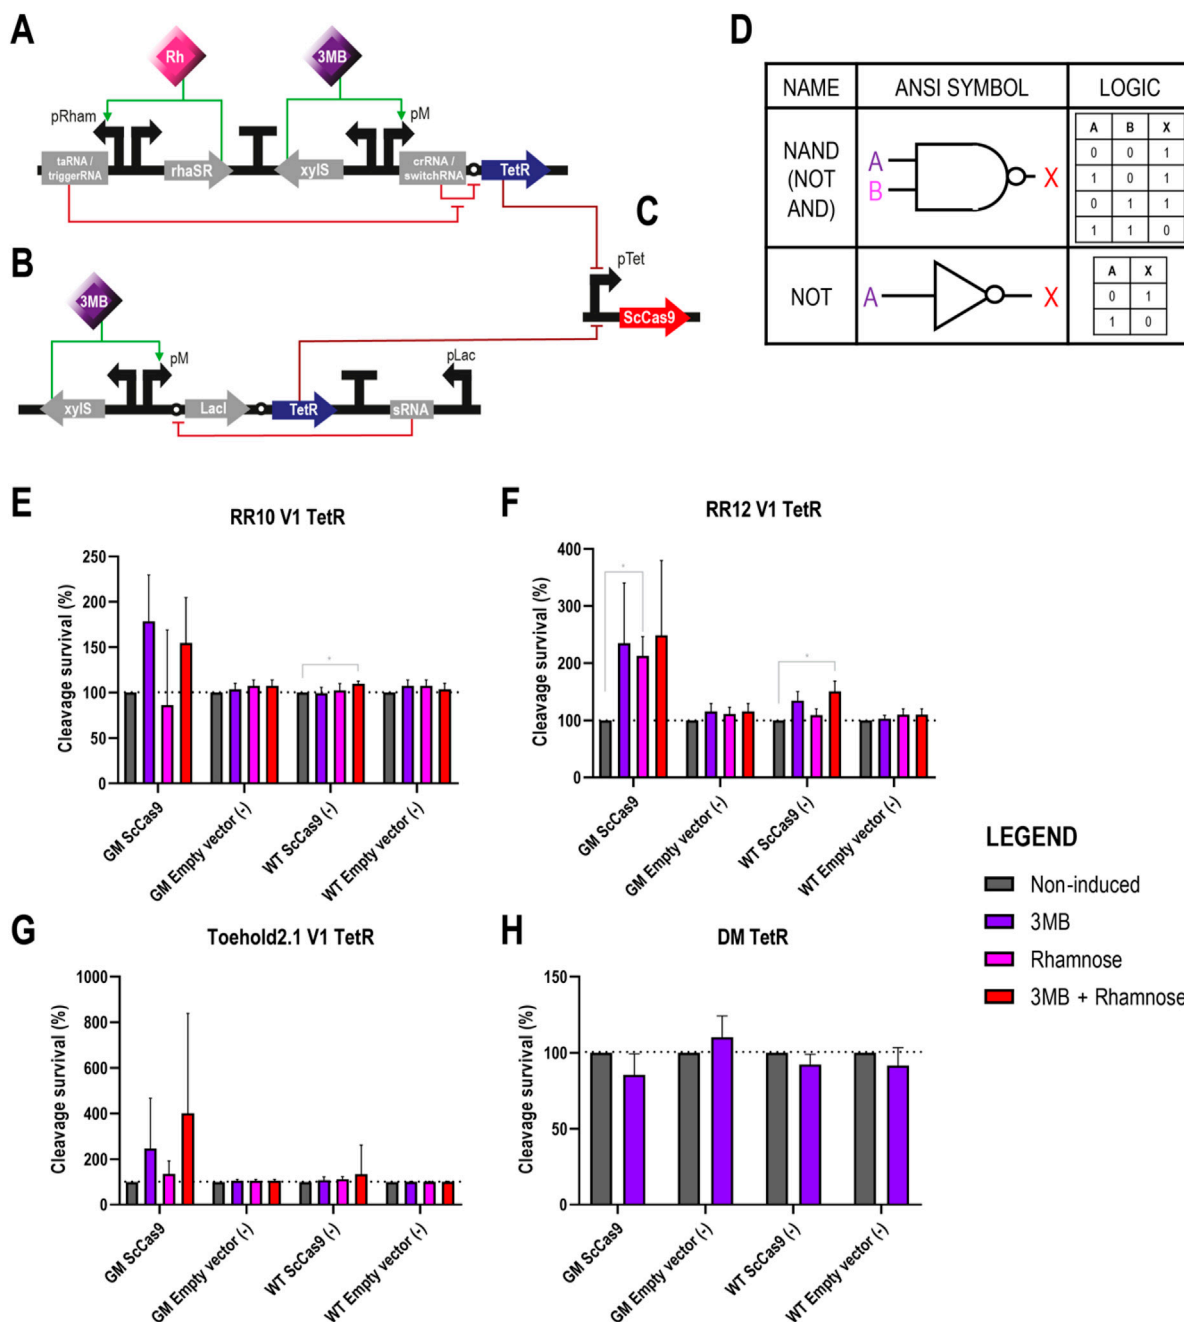 A
Rh
3MB
pRham
pM
taRNA /
triggerRNA
rhaSR
xylS
crRNA /
switchRNA
TetR
B
3MB
pM
xylS
LacI
TetR
sRNA
pLac
C
pTet
ScCas9
D
NAME ANSI SYMBOL LOGIC
NAND
(NOT
AND)
A
B
X
A B X
0 0 1
1 0 1
0 1 1
1 1 0
NOT
A
X
A X
0 1
1 0
E
RR10 V1 TetR
Cleavage survival (%)
250
200
150
100
50
0
*
GM ScCas9
GM Empty vector (-)
WT ScCas9 (-)
WT Empty vector (-)
F
RR12 V1 TetR
Cleavage survival (%)
400
300
200
100
0
*
*
GM ScCas9
GM Empty vector (-)
WT ScCas9 (-)
WT Empty vector (-)
LEGEND
Non-induced
3MB
Rhamnose
3MB + Rhamnose
G
Toehold2.1 V1 TetR
Cleavage survival (%)
1000
800
600
400
200
0
GM ScCas9
GM Empty vector (-)
WT ScCas9 (-)
WT Empty vector (-)
H
DM TetR
Cleavage survival (%)
150
100
50
0
GM ScCas9
GM Empty vector (-)
WT ScCas9 (-)
WT Empty vector (-)